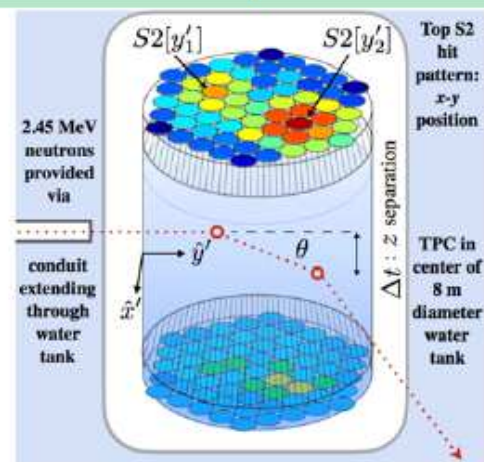 S2[y′₁]
S2[y′₂]
Top S2
hit
pattern:
x-y
position
2.45 MeV
neutrons
provided
via
conduit
extending
through
water
tank
ŷ′
x̂′
θ
Δt : z separation
TPC in
center of
8 m
diameter
water
tank